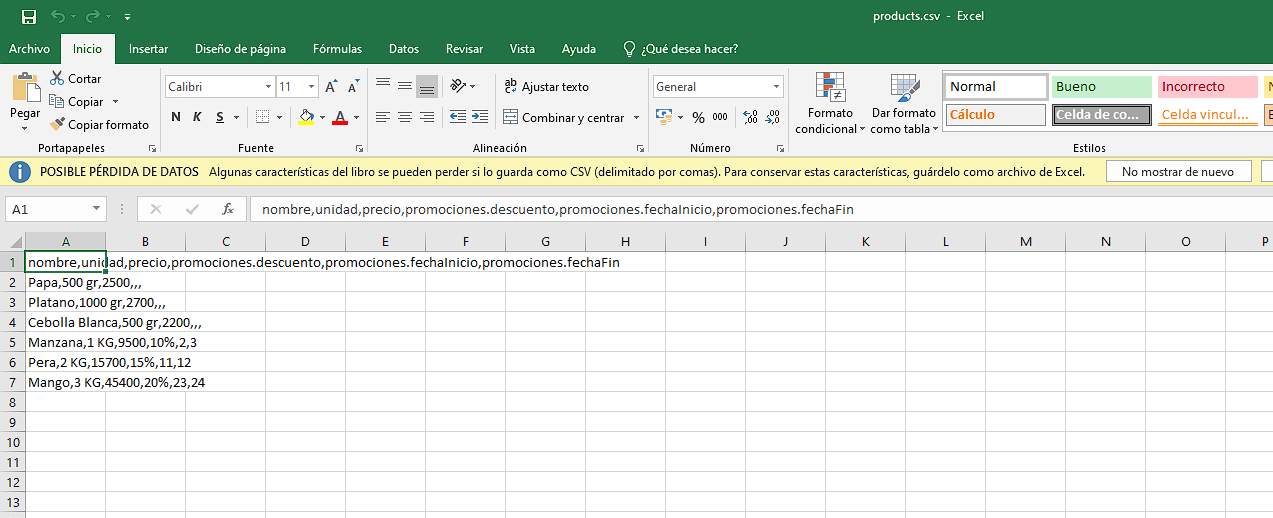 products.csv - Excel
Archivo Inicio Insertar Diseño de página Fórmulas Datos Revisar Vista Ayuda ¿Qué desea hacer?
Pegar Cortar Copiar Copiar formato
Portapapeles
Calibri 11
N K S A A A
Fuente
ab Ajustar texto
Combinar y centrar
Alineación
General
% 000
Número
Formato condicional
Dar formato como tabla
Normal Bueno Incorrecto
Cálculo Celda de co... Celda vincul...
Estilos
POSIBLE PÉRDIDA DE DATOS Algunas características del libro se pueden perder si lo guarda como CSV (delimitado por comas). Para conservar estas características, guárdelo como archivo de Excel. No mostrar de nuevo
A1 fx nombre,unidad,precio,promociones.descuento,promociones.fechaInicio,promociones.fechaFin
A B C D E F G H I J K L M N O P
1 nombre,unidad,precio,promociones.descuento,promociones.fechaInicio,promociones.fechaFin
2 Papa,500 gr,2500,,,
3 Platano,1000 gr,2700,,,
4 Cebolla Blanca,500 gr,2200,,,
5 Manzana,1 KG,9500,10%,2,3
6 Pera,2 KG,15700,15%,11,12
7 Mango,3 KG,45400,20%,23,24
8
9
10
11
12
13